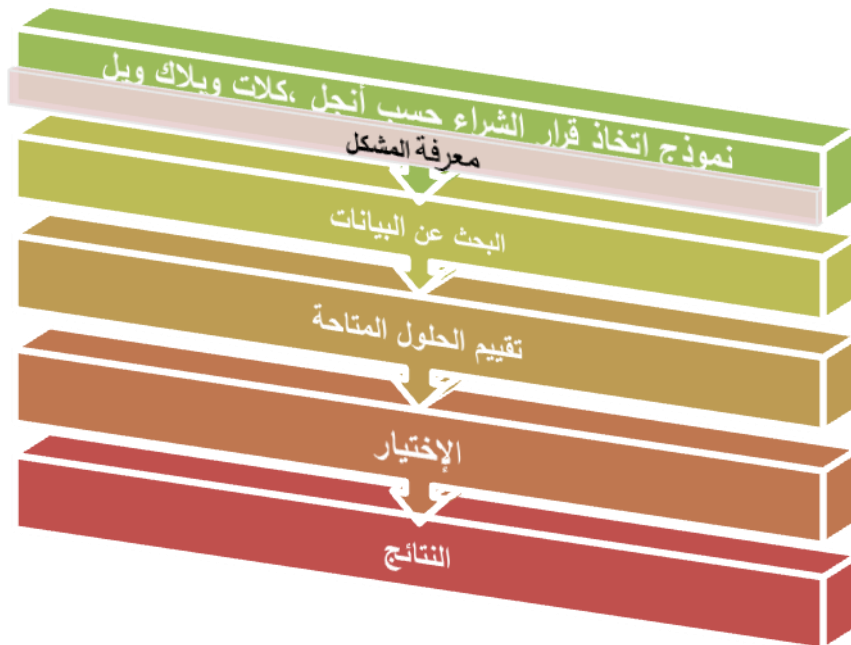 نموذج اتخاذ قرار الشراء حسب أنجل ،كلات وبلاك ويل
معرفة المشكل
البحث عن البيانات
تقييم الحلول المتاحة
الإختيار
النتائج